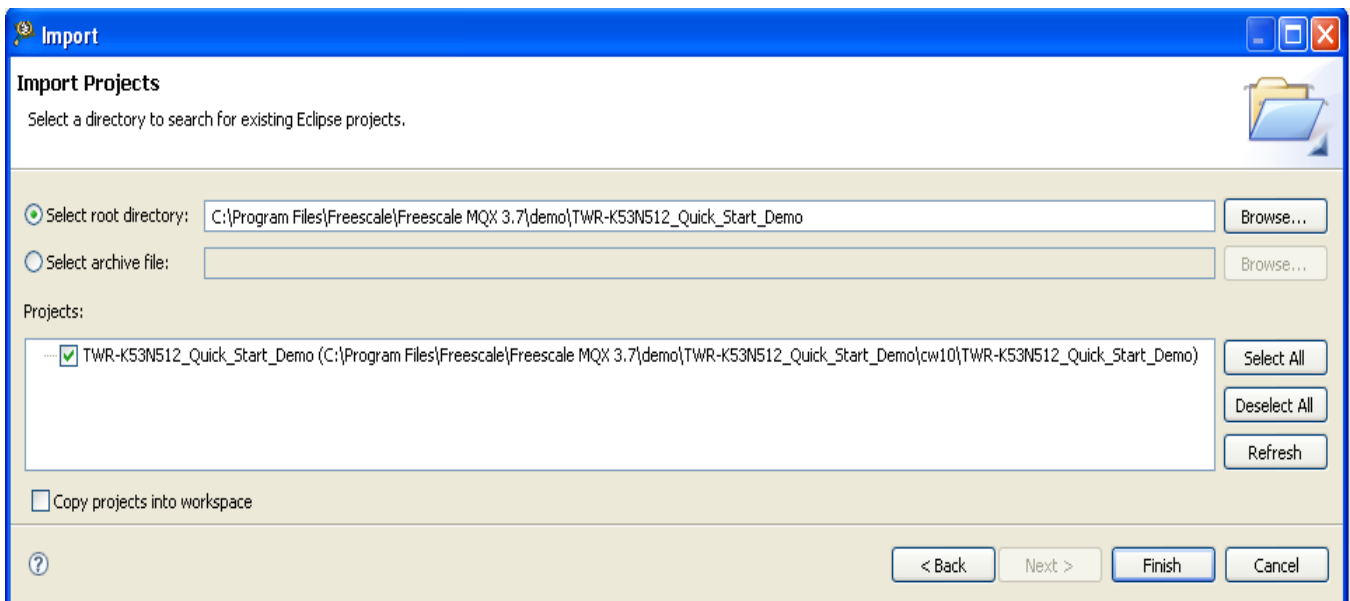 Import
Import Projects
Select a directory to search for existing Eclipse projects.
Select root directory: C:\Program Files\Freescale\Freescale MQX 3.7\demo\TWR-K53N512_Quick_Start_Demo Browse...
Select archive file: Browse...
Projects:
TWR-K53N512_Quick_Start_Demo (C:\Program Files\Freescale\Freescale MQX 3.7\demo\TWR-K53N512_Quick_Start_Demo\cw10\TWR-K53N512_Quick_Start_Demo) Select All
Deselect All
Refresh
Copy projects into workspace
? < Back Next > Finish Cancel